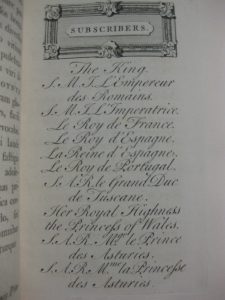 SUBSCRIBERS.
The King.
S. M. I. L'Empereur
des Romains.
S. M. I. L'Imperatrice.
Le Roy de France.
Le Roy d'Espagne.
La Reine d'Espagne.
Le Roy de Portugal.
S. A. R. le Grand Duc
de Tuscane.
Her Royal Highness
the Princess of Wales.
S. A. R. le Prince
des Asturies.
S. A. R. Mme. la Princesse
des Asturies.